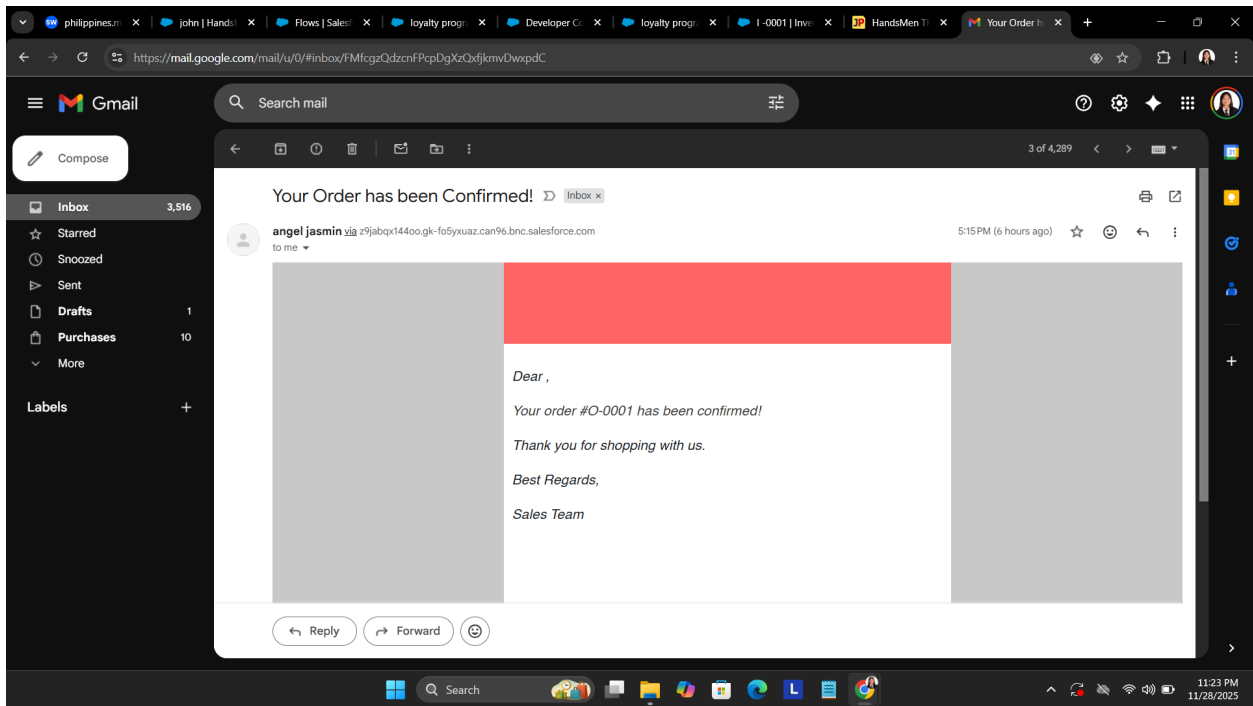 philippines.m
john | Handsf
Flows | Salesf
loyalty progr
Developer Co
loyalty progr
I -0001 | Inve
HandsMen Th
Your Order h
https://mail.google.com/mail/u/0/#inbox/FMfcgzQdzcnFPcpDgXzQxfjkmvDwxpdC
Gmail
Search mail
Compose
3 of 4,289
Inbox 3,516
Starred
Snoozed
Sent
Drafts 1
Purchases 10
More
Labels
Your Order has been Confirmed!
Inbox x
angel jasmin via z9jabqx144oo.gk-fo5yxuaz.can96.bnc.salesforce.com
5:15 PM (6 hours ago)
to me
Dear ,
Your order #O-0001 has been confirmed!
Thank you for shopping with us.
Best Regards,
Sales Team
Reply
Forward
Search
11:23 PM
11/28/2025